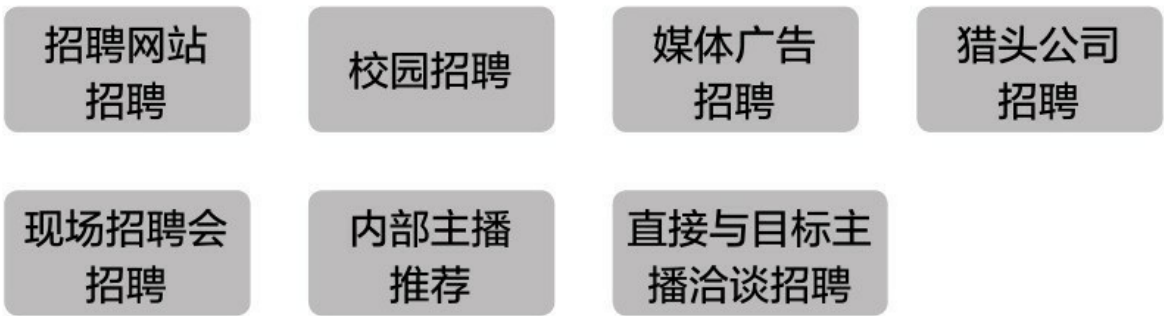 招聘网站
招聘
校园招聘
媒体广告
招聘
猎头公司
招聘
现场招聘会
招聘
内部主播
推荐
直接与目标主
播洽谈招聘